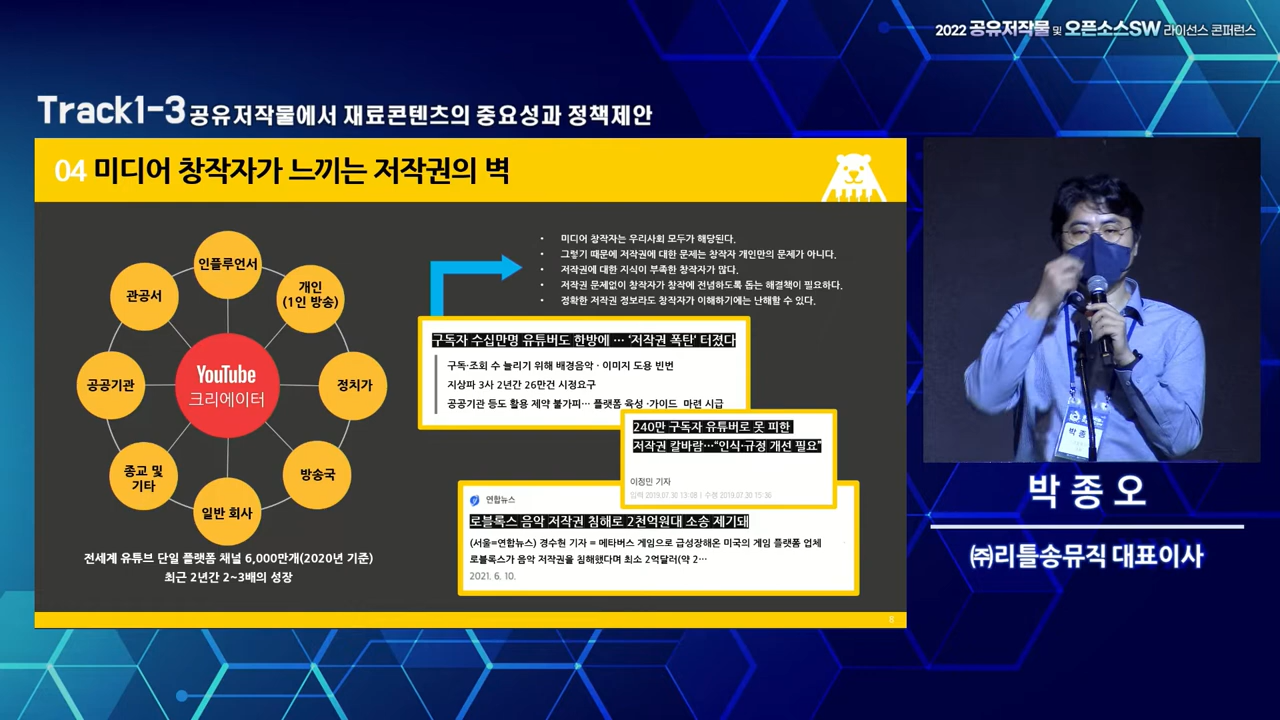 2022 공유저작물 및 오픈소스SW 라이선스 콘퍼런스
Track1-3 공유저작물에서 재료콘텐츠의 중요성과 정책제안
04 미디어 창작자가 느끼는 저작권의 벽
인플루언서
개인
(1인 방송)
정치가
방송국
일반 회사
종교 및
기타
공공기관
관공서
YouTube
크리에이터
전세계 유튜브 단일 플랫폼 채널 6,000만개(2020년 기준)
최근 2년간 2~3배의 성장
• 미디어 창작자는 우리사회 모두가 해당된다.
• 그렇기 때문에 저작권에 대한 문제는 창작자 개인만의 문제가 아니다.
• 저작권에 대한 지식이 부족한 창작자가 많다.
• 저작권 문제없이 창작자가 창작에 전념하도록 돕는 해결책이 필요하다.
• 정확한 저작권 정보라도 창작자가 이해하기에는 난해할 수 있다.
구독자 수십만명 유튜버도 한방에 … '저작권 폭탄' 터졌다
구독·조회 수 늘리기 위해 배경음악·이미지 도용 빈번
지상파 3사 2년간 26만건 시정요구
공공기관 등도 활용 제약 불가피… 플랫폼 육성·가이드 마련 시급
240만 구독자 유튜버로 못 피한
저작권 칼바람…"인식·규정 개선 필요"
이정민 기자
입력 2019.07.30 13:08 | 수정 2019.07.30 15:36
연합뉴스
로블록스 음악 저작권 침해로 2천억원대 소송 제기돼
(서울=연합뉴스) 경수현 기자 = 메타버스 게임으로 급성장해온 미국의 게임 플랫폼 업체
로블록스가 음악 저작권을 침해했다며 최소 2억달러(약 2…
2021. 6. 10.
8
박 종
박 종 오
㈜리틀송뮤직 대표이사